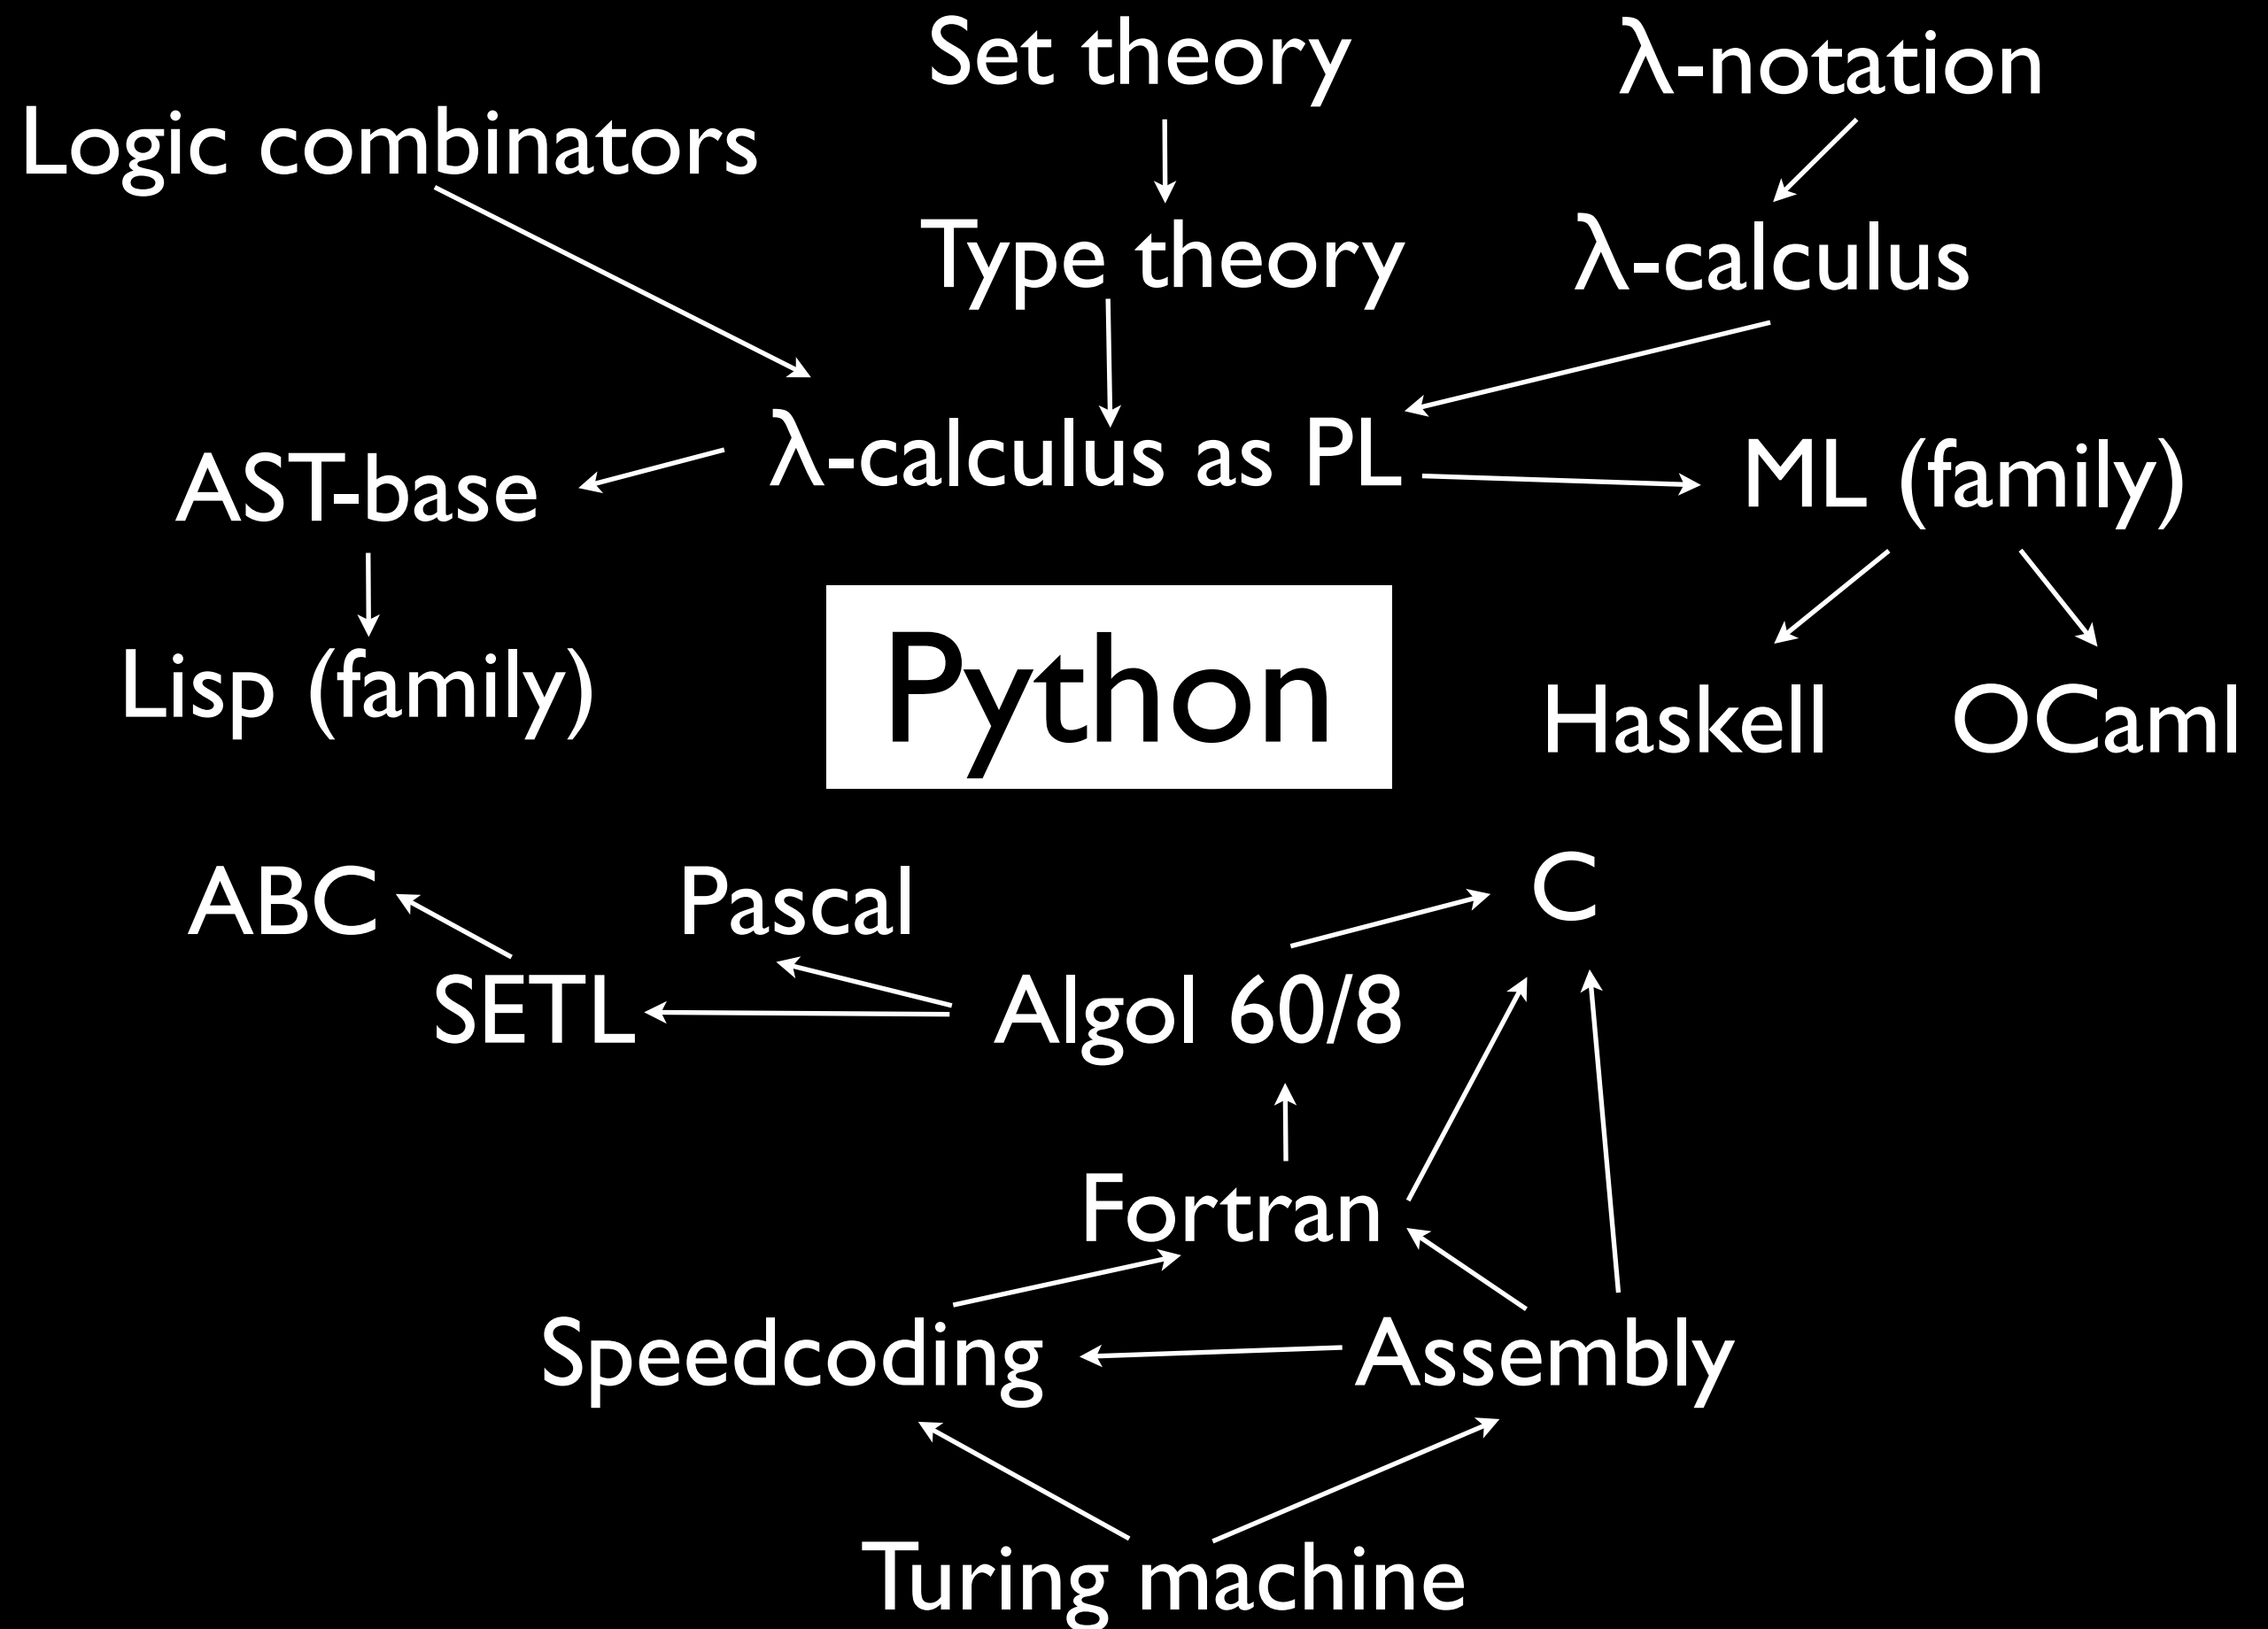 Set theory
λ-notation
Logic combinators
Type theory
λ-calculus
λ-calculus as PL
AST-base
ML (family)
Lisp (family)
Python
Haskell
OCaml
ABC
Pascal
C
SETL
Algol 60/8
Fortran
Speedcoding
Assembly
Turing machine